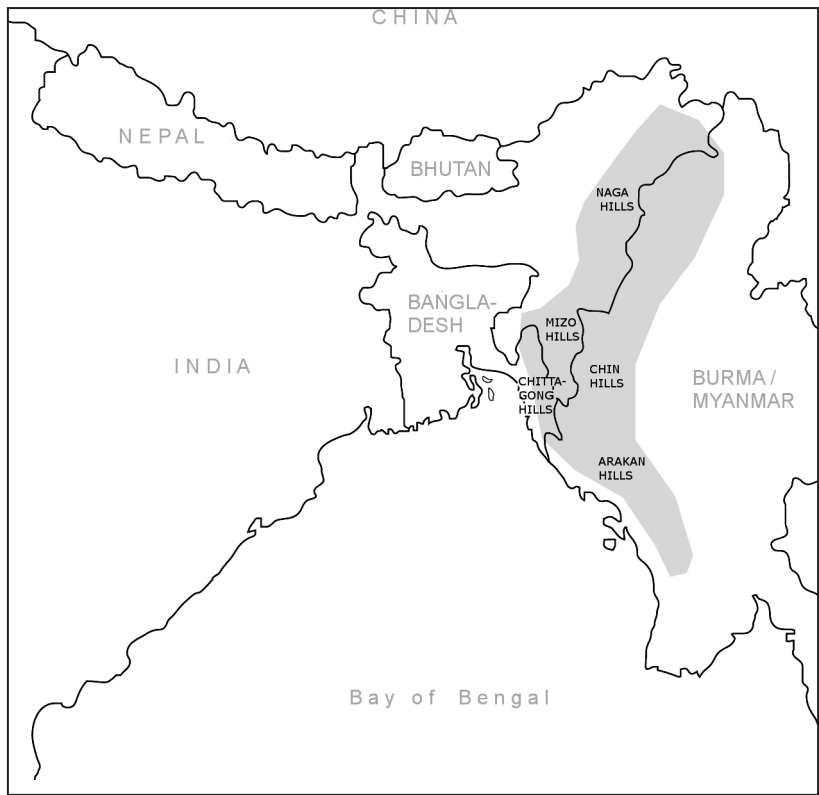 CHINA
NEPAL
BHUTAN
NAGA
HILLS
BANGLA-
DESH
MIZO
HILLS
INDIA
CHIN
HILLS
BURMA /
MYANMAR
CHITTA-
GONG
HILLS
ARAKAN
HILLS
Bay of Bengal